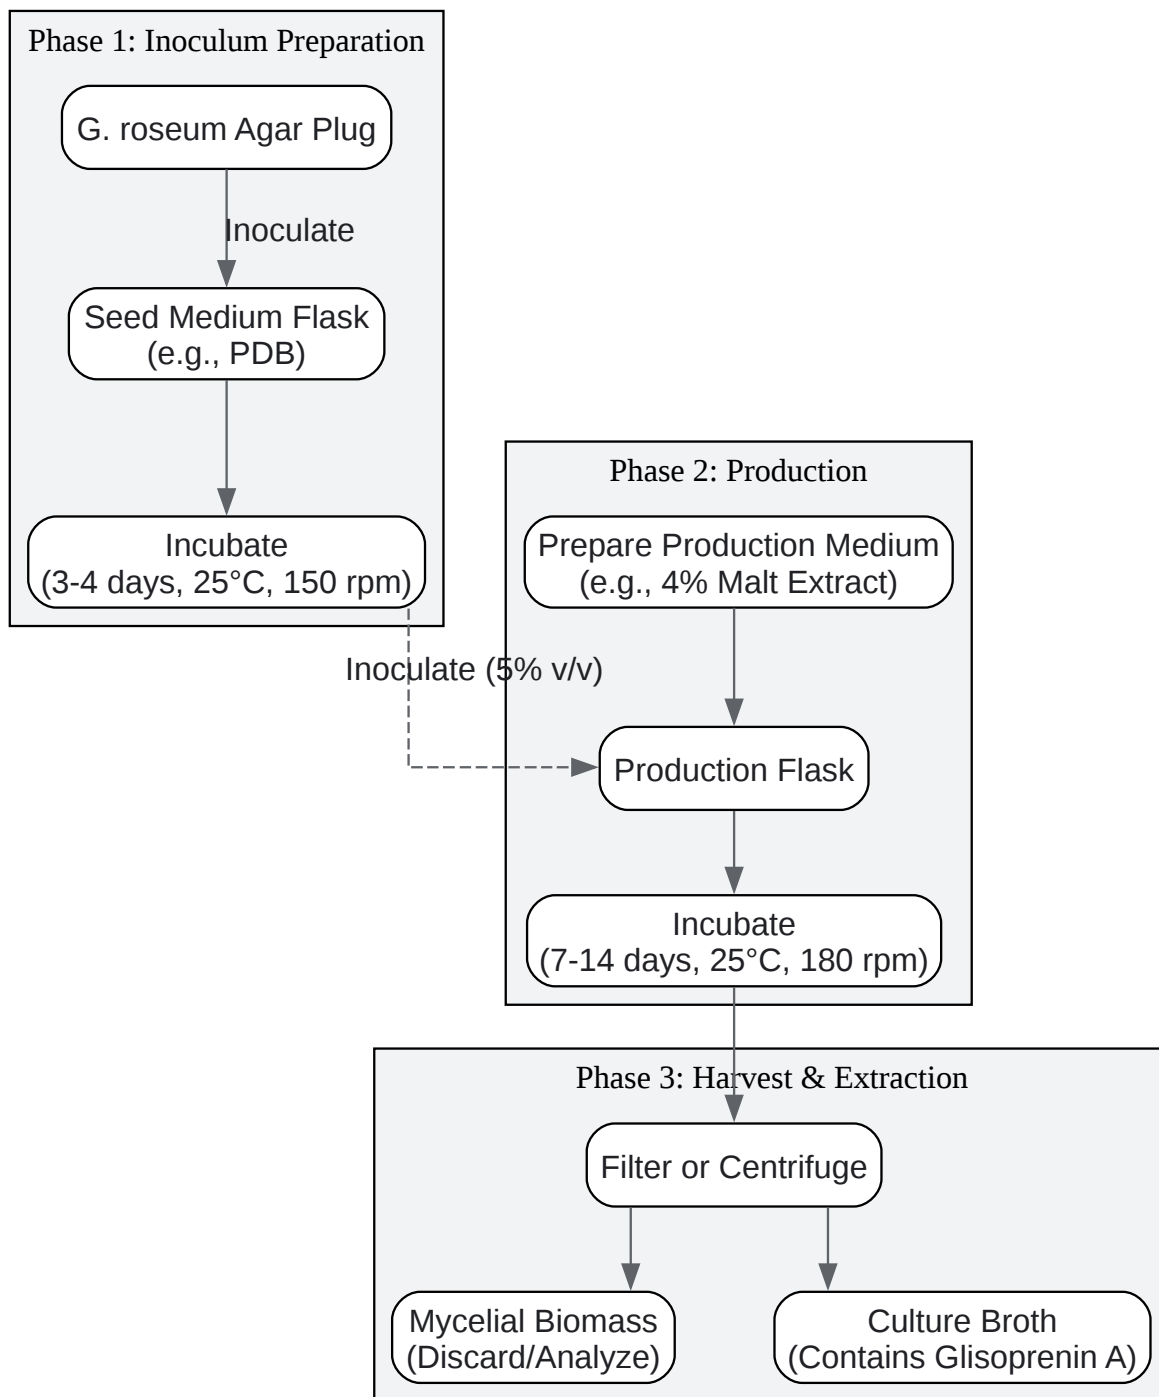 Phase 1: Inoculum Preparation
G. roseum Agar Plug
Inoculate
Seed Medium Flask
(e.g., PDB)
Incubate
(3-4 days, 25°C, 150 rpm)
Inoculate (5% v/v)
Phase 2: Production
Prepare Production Medium
(e.g., 4% Malt Extract)
Production Flask
Incubate
(7-14 days, 25°C, 180 rpm)
Phase 3: Harvest & Extraction
Filter or Centrifuge
Mycelial Biomass
(Discard/Analyze)
Culture Broth
(Contains Glisoprenin A)